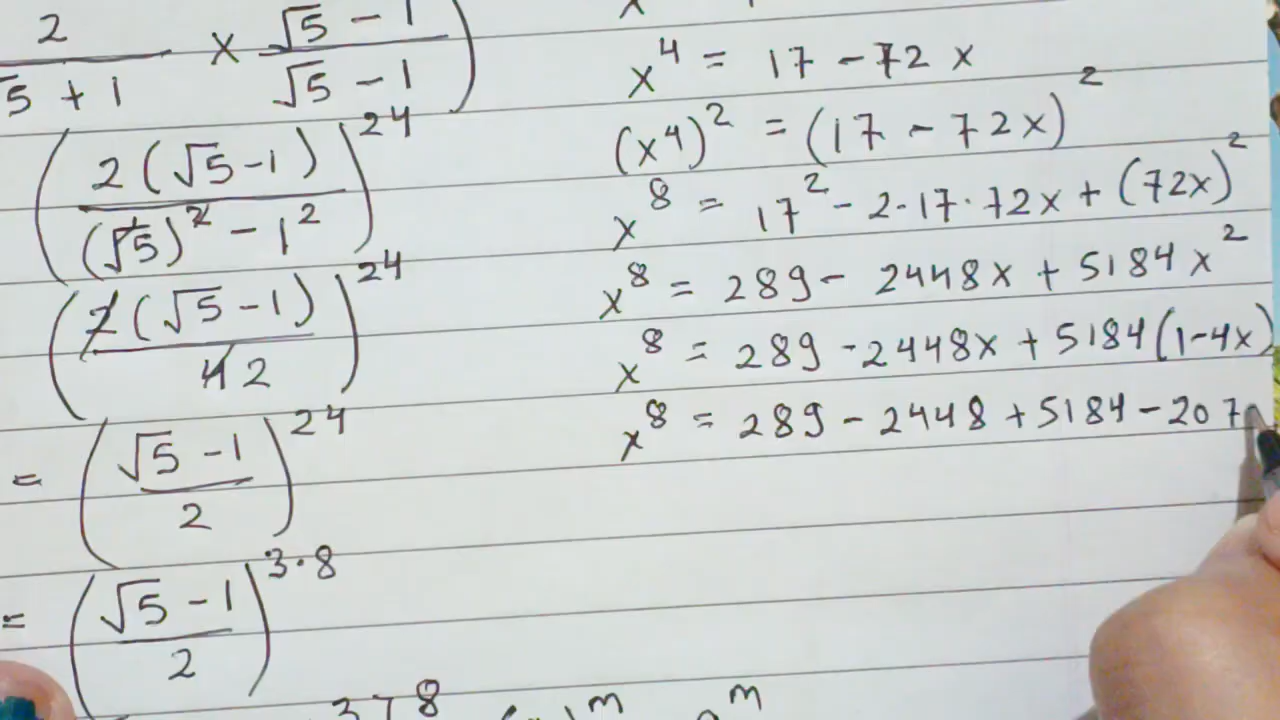 2/(√5 + 1) × (√5 - 1)/(√5 - 1))
(2(√5 - 1)/((√5)² - 1²))²⁴
(2(√5 - 1)/4 2)²⁴
= ((√5 - 1)/2)²⁴
= ((√5 - 1)/2)³·⁸
x⁴ = 17 - 72x
(x⁴)² = (17 - 72x)²
x⁸ = 17² - 2·17·72x + (72x)²
x⁸ = 289 - 2448x + 5184x²
x⁸ = 289 - 2448x + 5184(1-4x)
x⁸ = 289 - 2448 + 5184 - 207